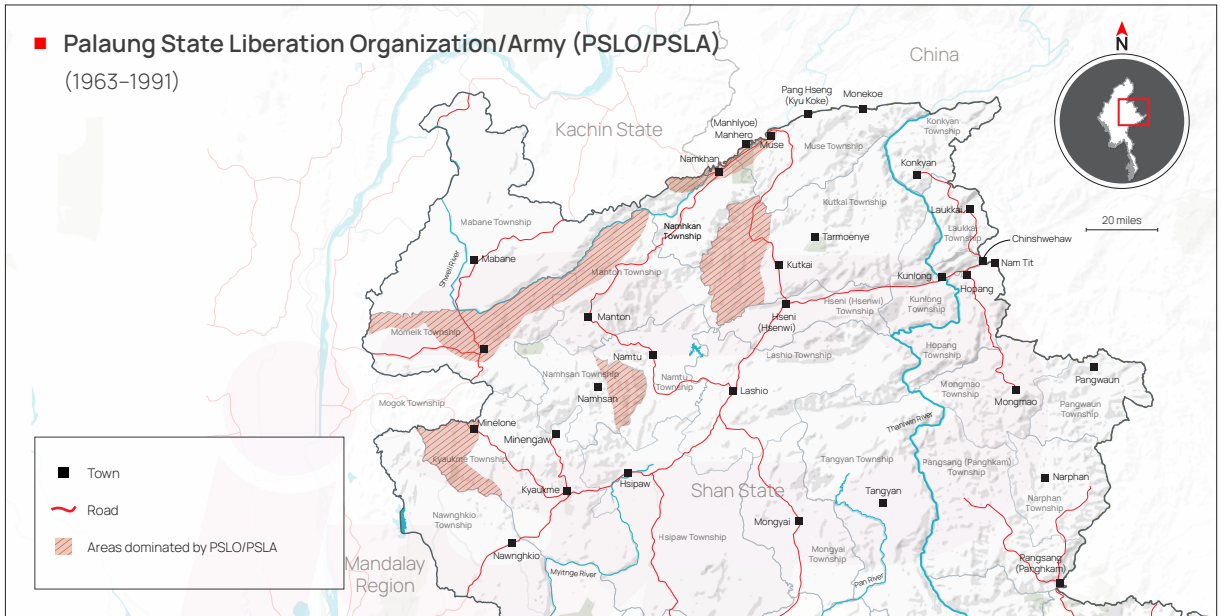 Palaung State Liberation Organization/Army (PSLO/PSLA)
(1963–1991)
N
China
Kachin State
Pang Hseng
(Kyu Koke)
Monekoe
(Manhlyoe)
Manhero
Muse
Muse Township
Konkyan
Township
Namkhan
Konkyan
20 miles
Kutkai Township
Laukkai
Mabane Township
Namhkan
Township
Laukkai
Township
Tarmoenye
Chinshwehaw
Shweli River
Mabane
Manton Township
Kutkai
Nam Tit
Kunlong
Hopang
Hseni (Hsenwi)
Township
Kunlong
Township
Manton
Hseni
(Hsenwi)
Momeik Township
Namtu
Lashio Township
Hopang
Township
Namhsan Township
Namtu
Township
Namhsan
Lashio
Mongmao
Township
Pangwaun
Mongmao
Pangwaun
Township
Mogok Township
Minelone
Minengaw
Thanlwin River
Kyaukme Township
Tangyan Township
Pangsang (Panghkam)
Township
Town
Hsipaw
Narphan
Kyaukme
Shan State
Tangyan
Narphan
Township
Road
Nawnghkio
Township
Mongyai
Areas dominated by PSLO/PSLA
Nawnghkio
Hsipaw Township
Mongyai
Township
Mandalay
Region
Myitnge River
Pan River
Pangsang
(Panghkam)